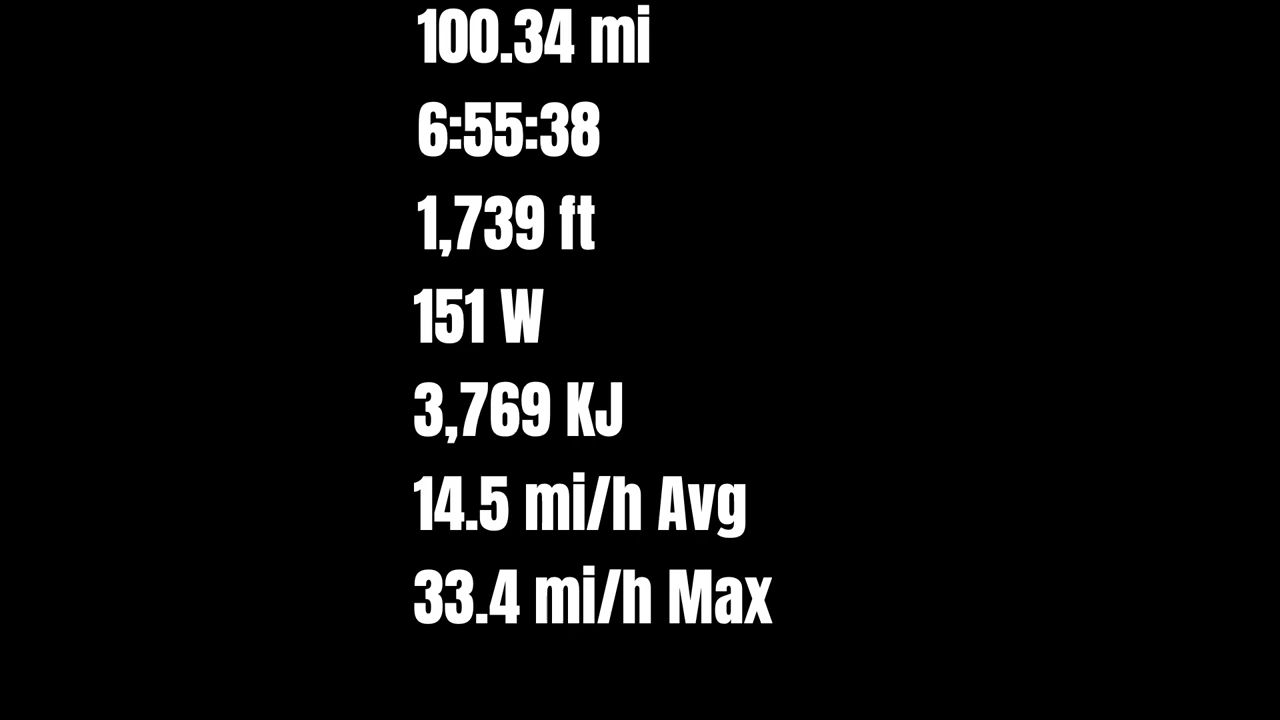 100.34 mi
6:55:38
1,739 ft
151 W
3,769 KJ
14.5 mi/h Avg
33.4 mi/h Max